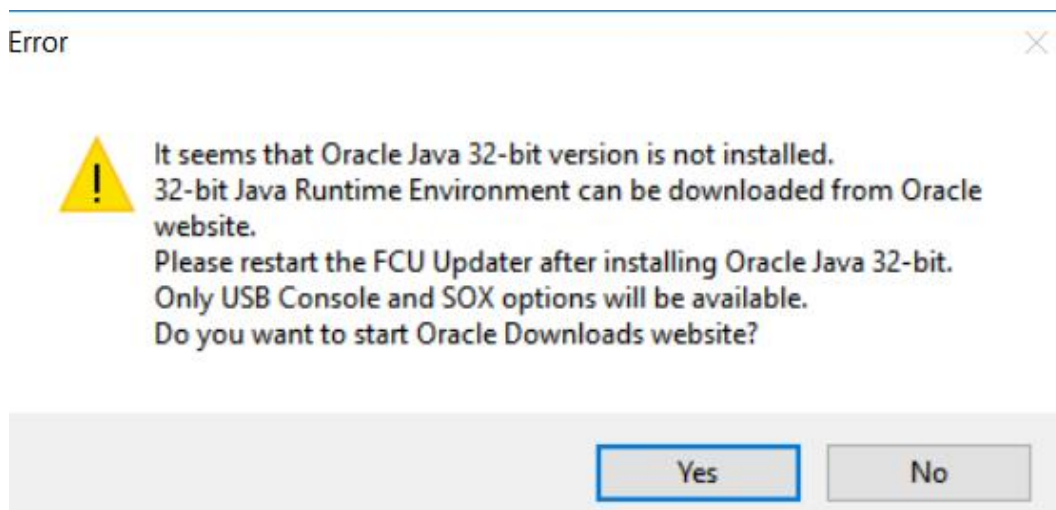 Error
It seems that Oracle Java 32-bit version is not installed.
32-bit Java Runtime Environment can be downloaded from Oracle
website.
Please restart the FCU Updater after installing Oracle Java 32-bit.
Only USB Console and SOX options will be available.
Do you want to start Oracle Downloads website?
Yes No